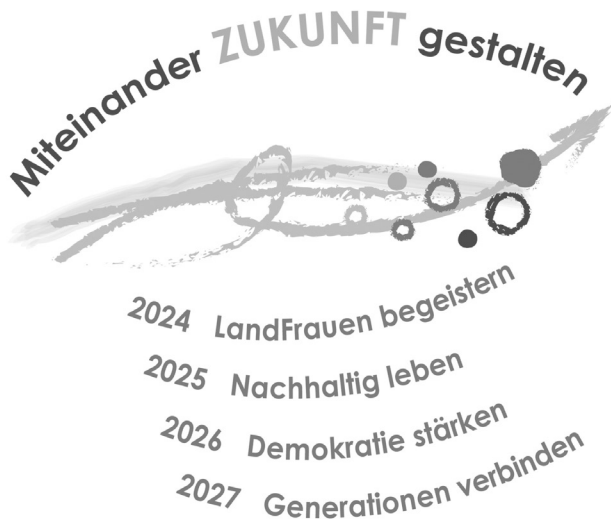 Miteinander ZUKUNFT gestalten
2024 LandFrauen begeistern
2025 Nachhaltig leben
2026 Demokratie stärken
2027 Generationen verbinden